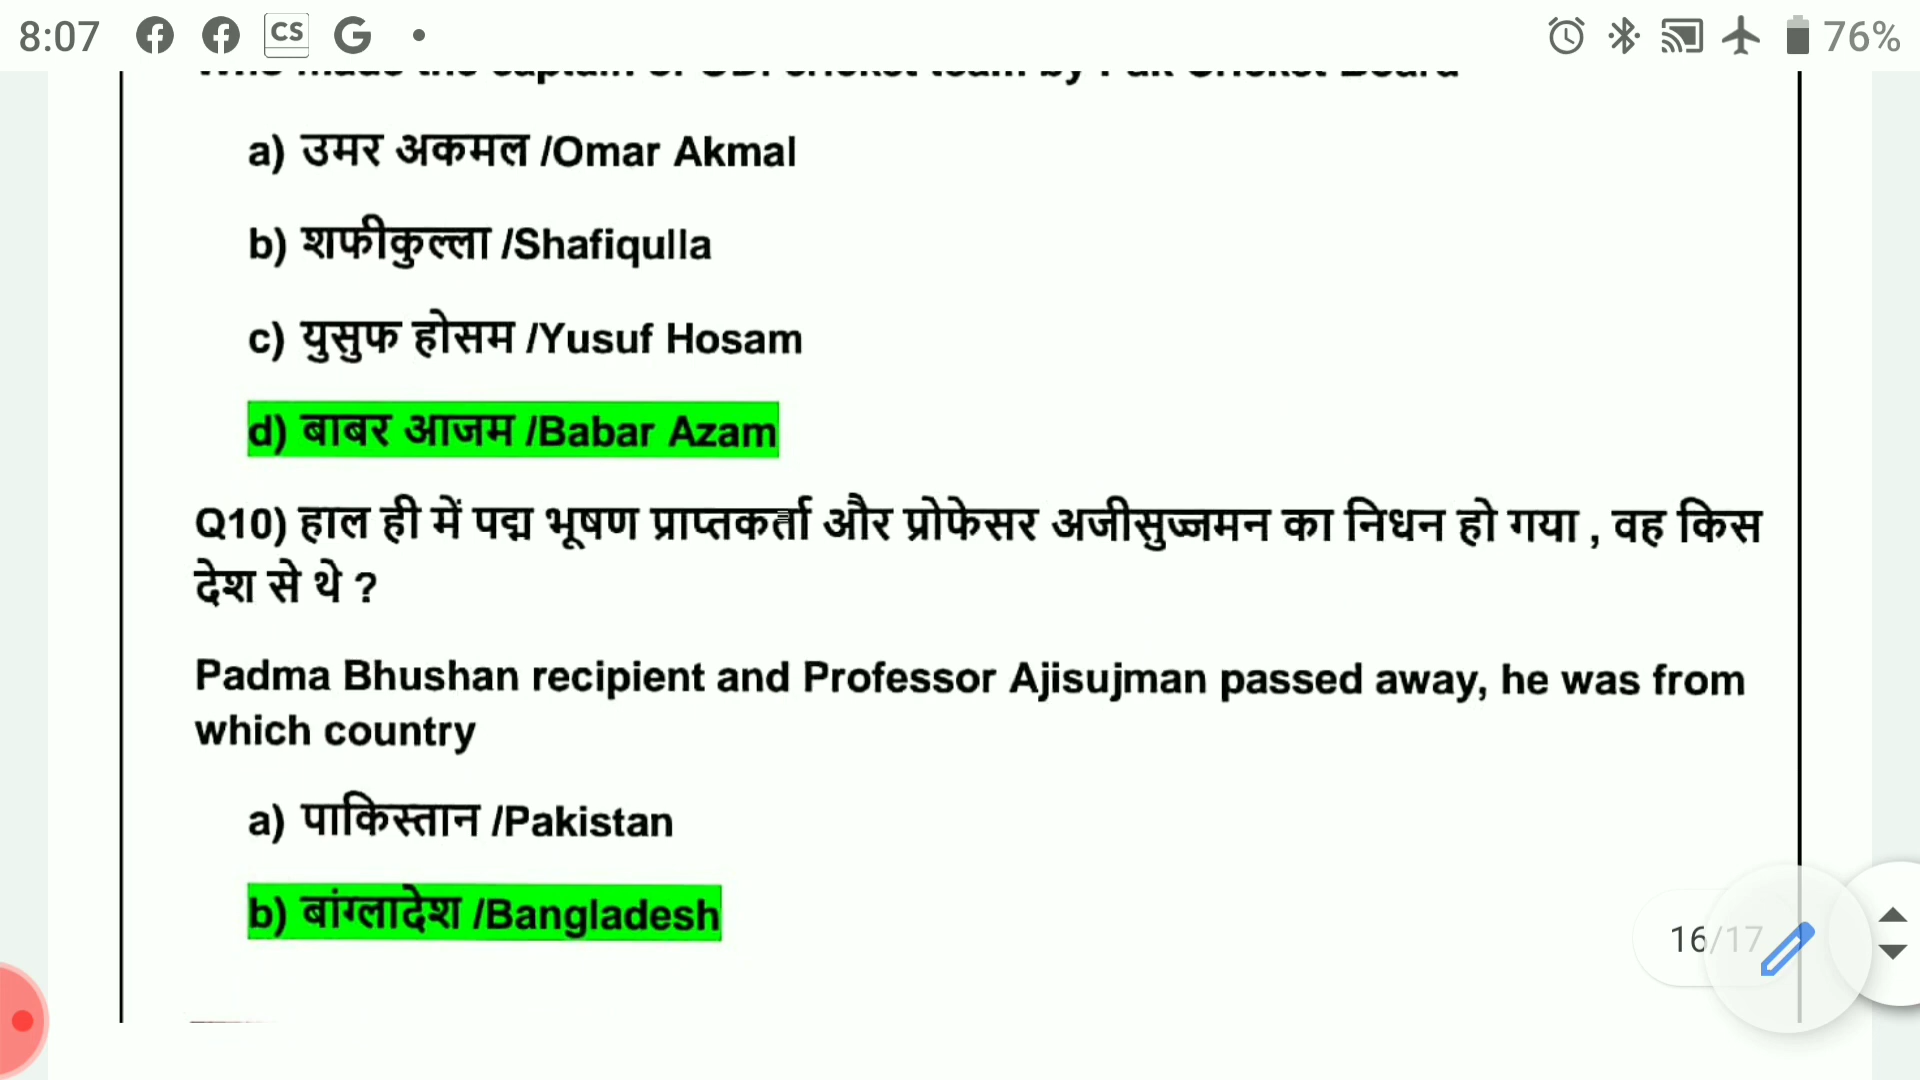 8:07 CS G 76%
a) उमर अकमल /Omar Akmal
b) शफीकुल्ला /Shafiqulla
c) युसुफ होसम /Yusuf Hosam
d) बाबर आजम /Babar Azam
Q10) हाल ही में पद्म भूषण प्राप्तकर्ता और प्रोफेसर अजीसुज्जमन का निधन हो गया , वह किस
देश से थे ?
Padma Bhushan recipient and Professor Ajisujman passed away, he was from
which country
a) पाकिस्तान /Pakistan
b) बांग्लादेश /Bangladesh
16/17